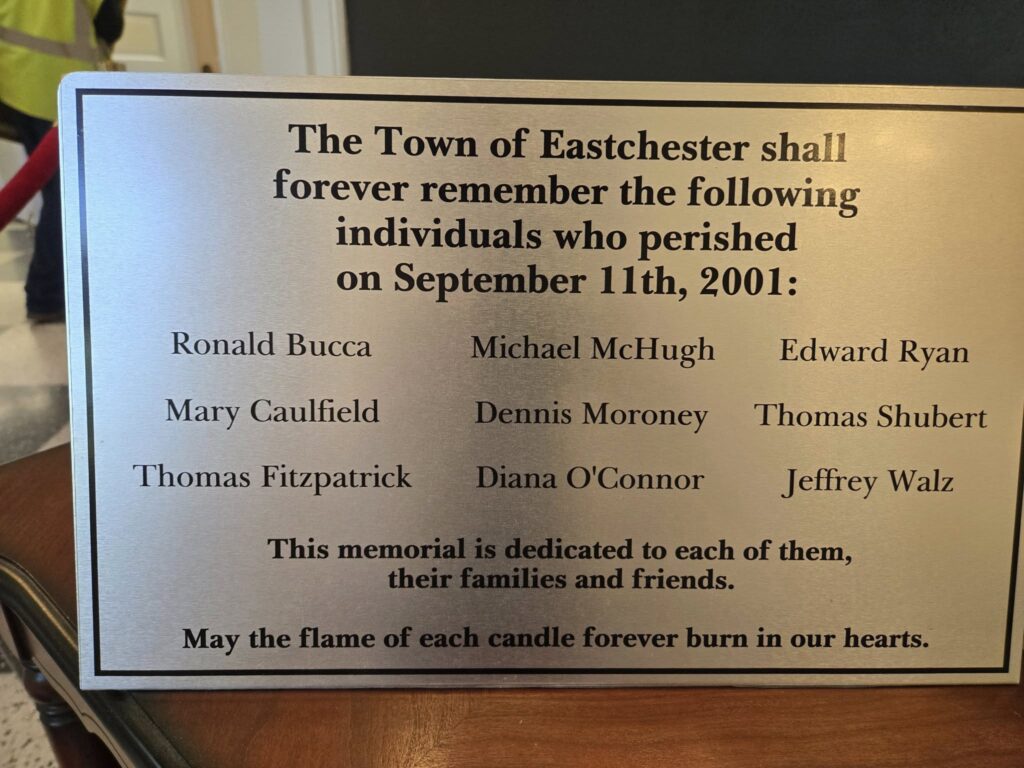 The Town of Eastchester shall
forever remember the following
individuals who perished
on September 11th, 2001:
Ronald Bucca Michael McHugh Edward Ryan
Mary Caulfield Dennis Moroney Thomas Shubert
Thomas Fitzpatrick Diana O'Connor Jeffrey Walz
This memorial is dedicated to each of them,
their families and friends.
May the flame of each candle forever burn in our hearts.